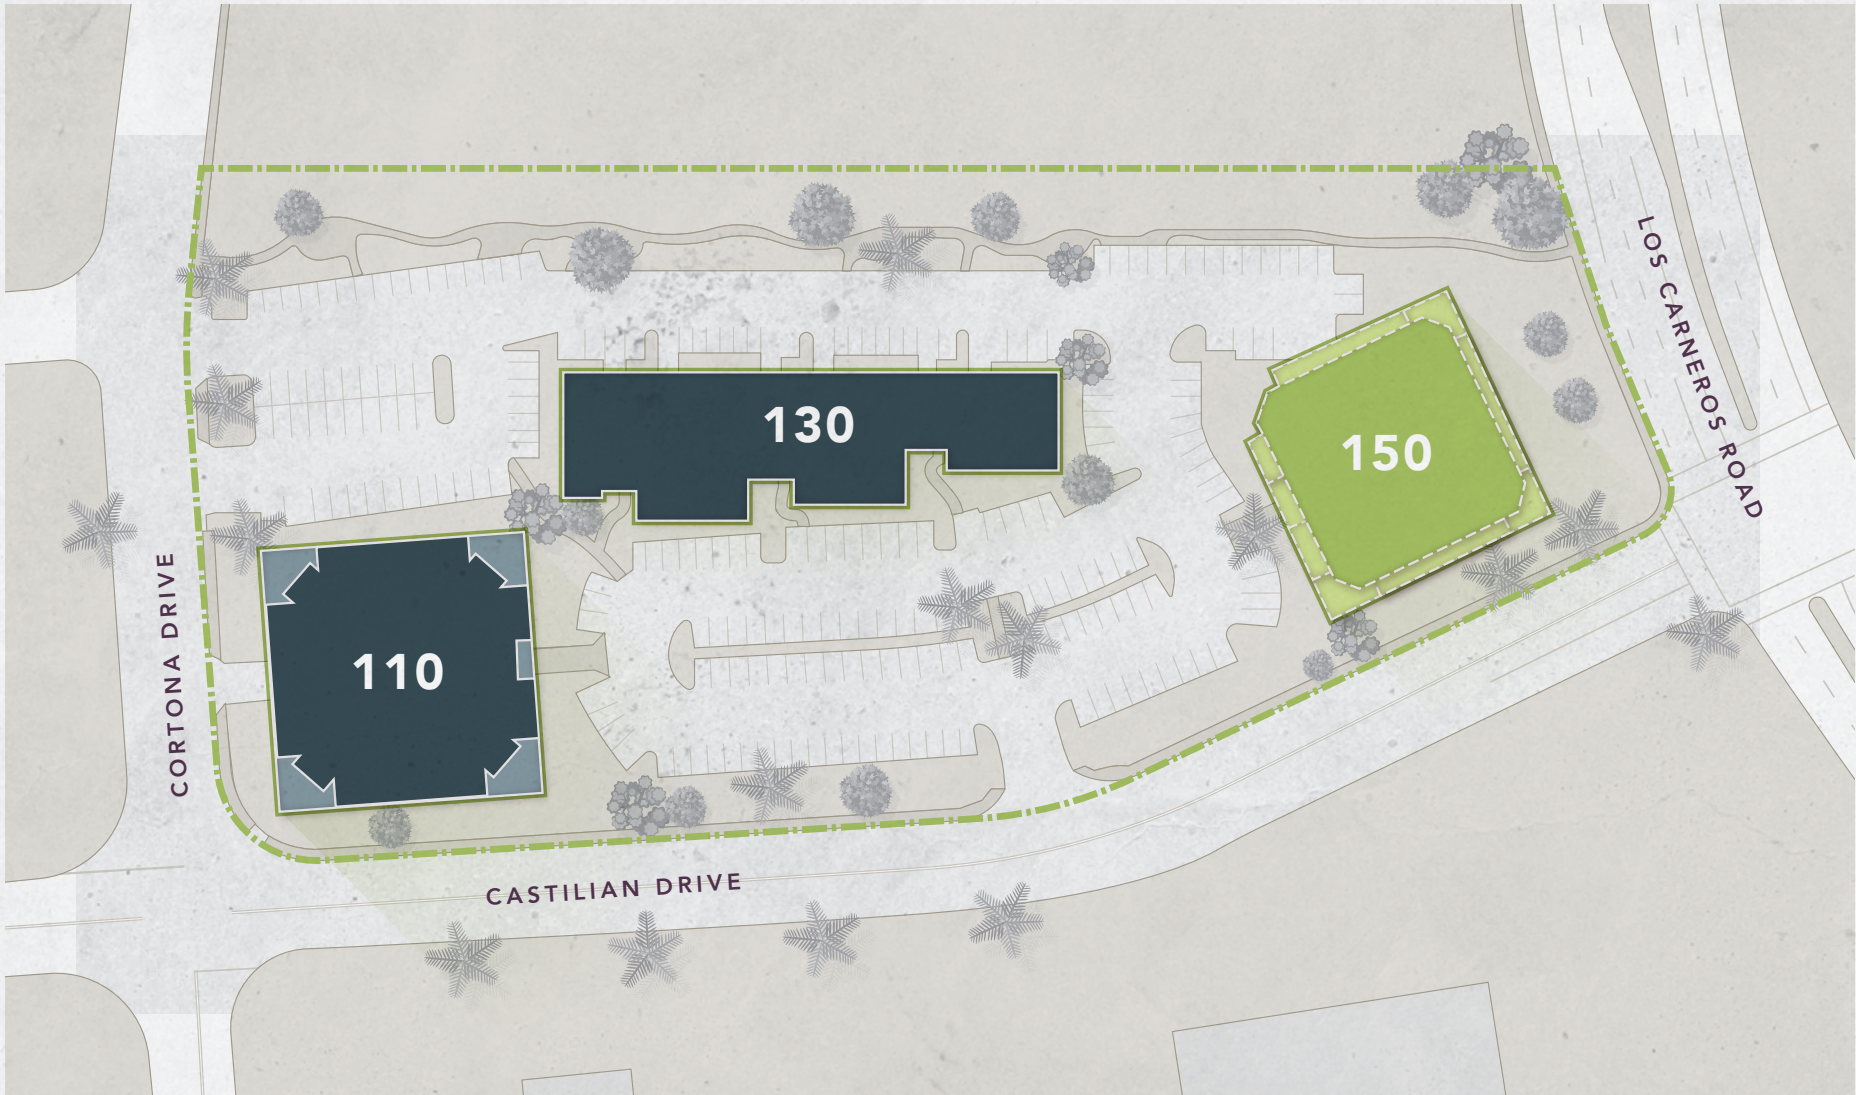 130
150
110
LOS CARNEROS ROAD
CORTONA DRIVE
CASTILIAN DRIVE